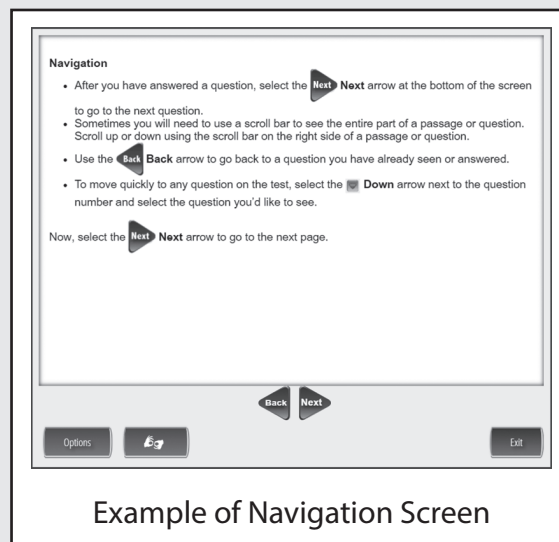 Navigation
• After you have answered a question, select the Next Next arrow at the bottom of the screen
to go to the next question.
• Sometimes you will need to use a scroll bar to see the entire part of a passage or question.
Scroll up or down using the scroll bar on the right side of a passage or question.
• Use the Back Back arrow to go back to a question you have already seen or answered.
• To move quickly to any question on the test, select the Down arrow next to the question
number and select the question you'd like to see.
Now, select the Next Next arrow to go to the next page.
Back Next
Options Exit
Example of Navigation Screen